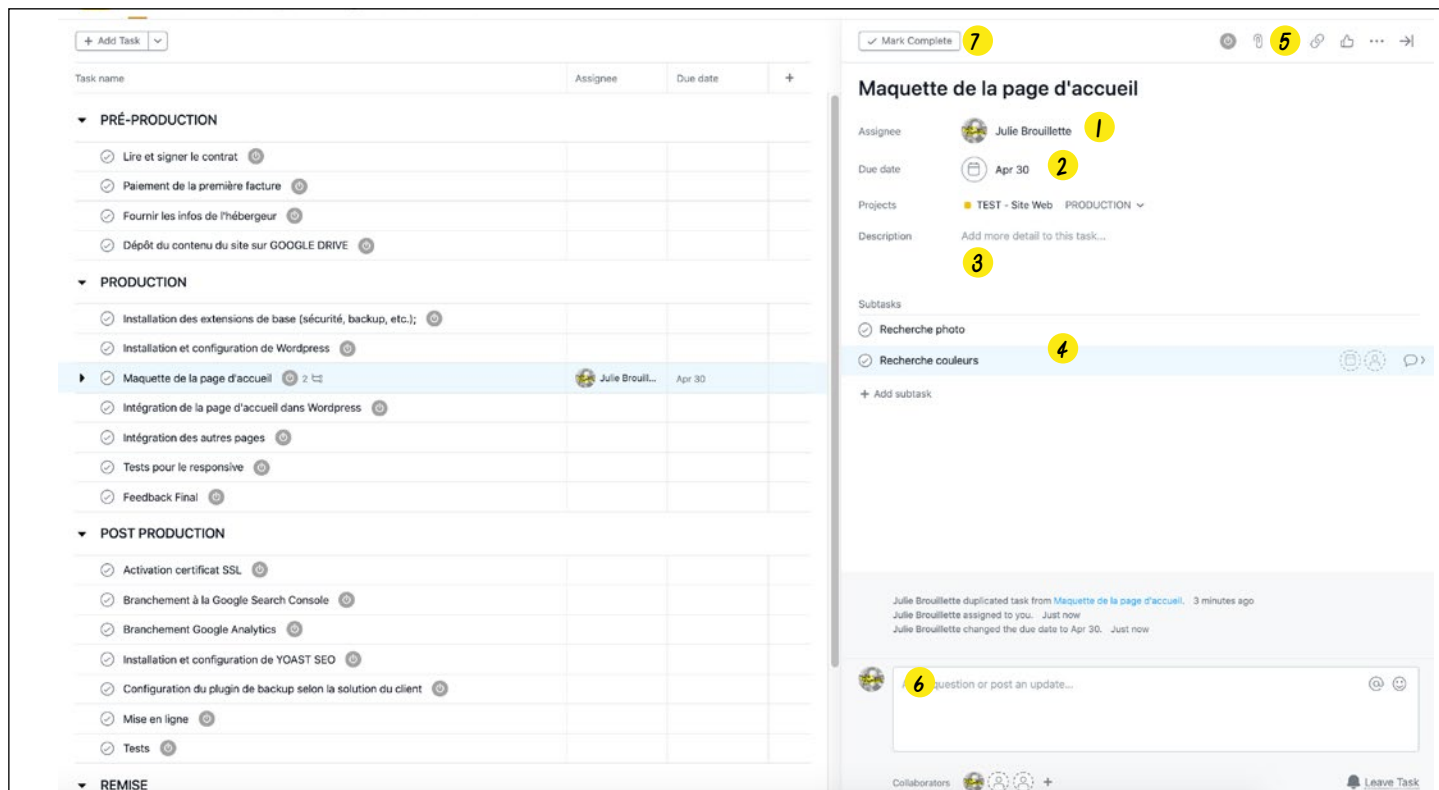 + Add Task
Task name Assignee Due date +
PRÉ-PRODUCTION
Lire et signer le contrat
Paiement de la première facture
Fournir les infos de l'hébergeur
Dépôt du contenu du site sur GOOGLE DRIVE
PRODUCTION
Installation des extensions de base (sécurité, backup, etc.);
Installation et configuration de Wordpress
Maquette de la page d'accueil 2 Julie Brouill... Apr 30
Intégration de la page d'accueil dans Wordpress
Intégration des autres pages
Tests pour le responsive
Feedback Final
POST PRODUCTION
Activation certificat SSL
Branchement à la Google Search Console
Branchement Google Analytics
Installation et configuration de YOAST SEO
Configuration du plugin de backup selon la solution du client
Mise en ligne
Tests
REMISE
Mark Complete 7 5
Maquette de la page d'accueil
Assignee Julie Brouillette 1
Due date Apr 30 2
Projects TEST - Site Web PRODUCTION
Description Add more detail to this task...
3
Subtasks
Recherche photo
4
Recherche couleurs
+ Add subtask
Julie Brouillette duplicated task from Maquette de la page d'accueil. 3 minutes ago
Julie Brouillette assigned to you. Just now
Julie Brouillette changed the due date to Apr 30. Just now
6 question or post an update...
Collaborators + Leave Task